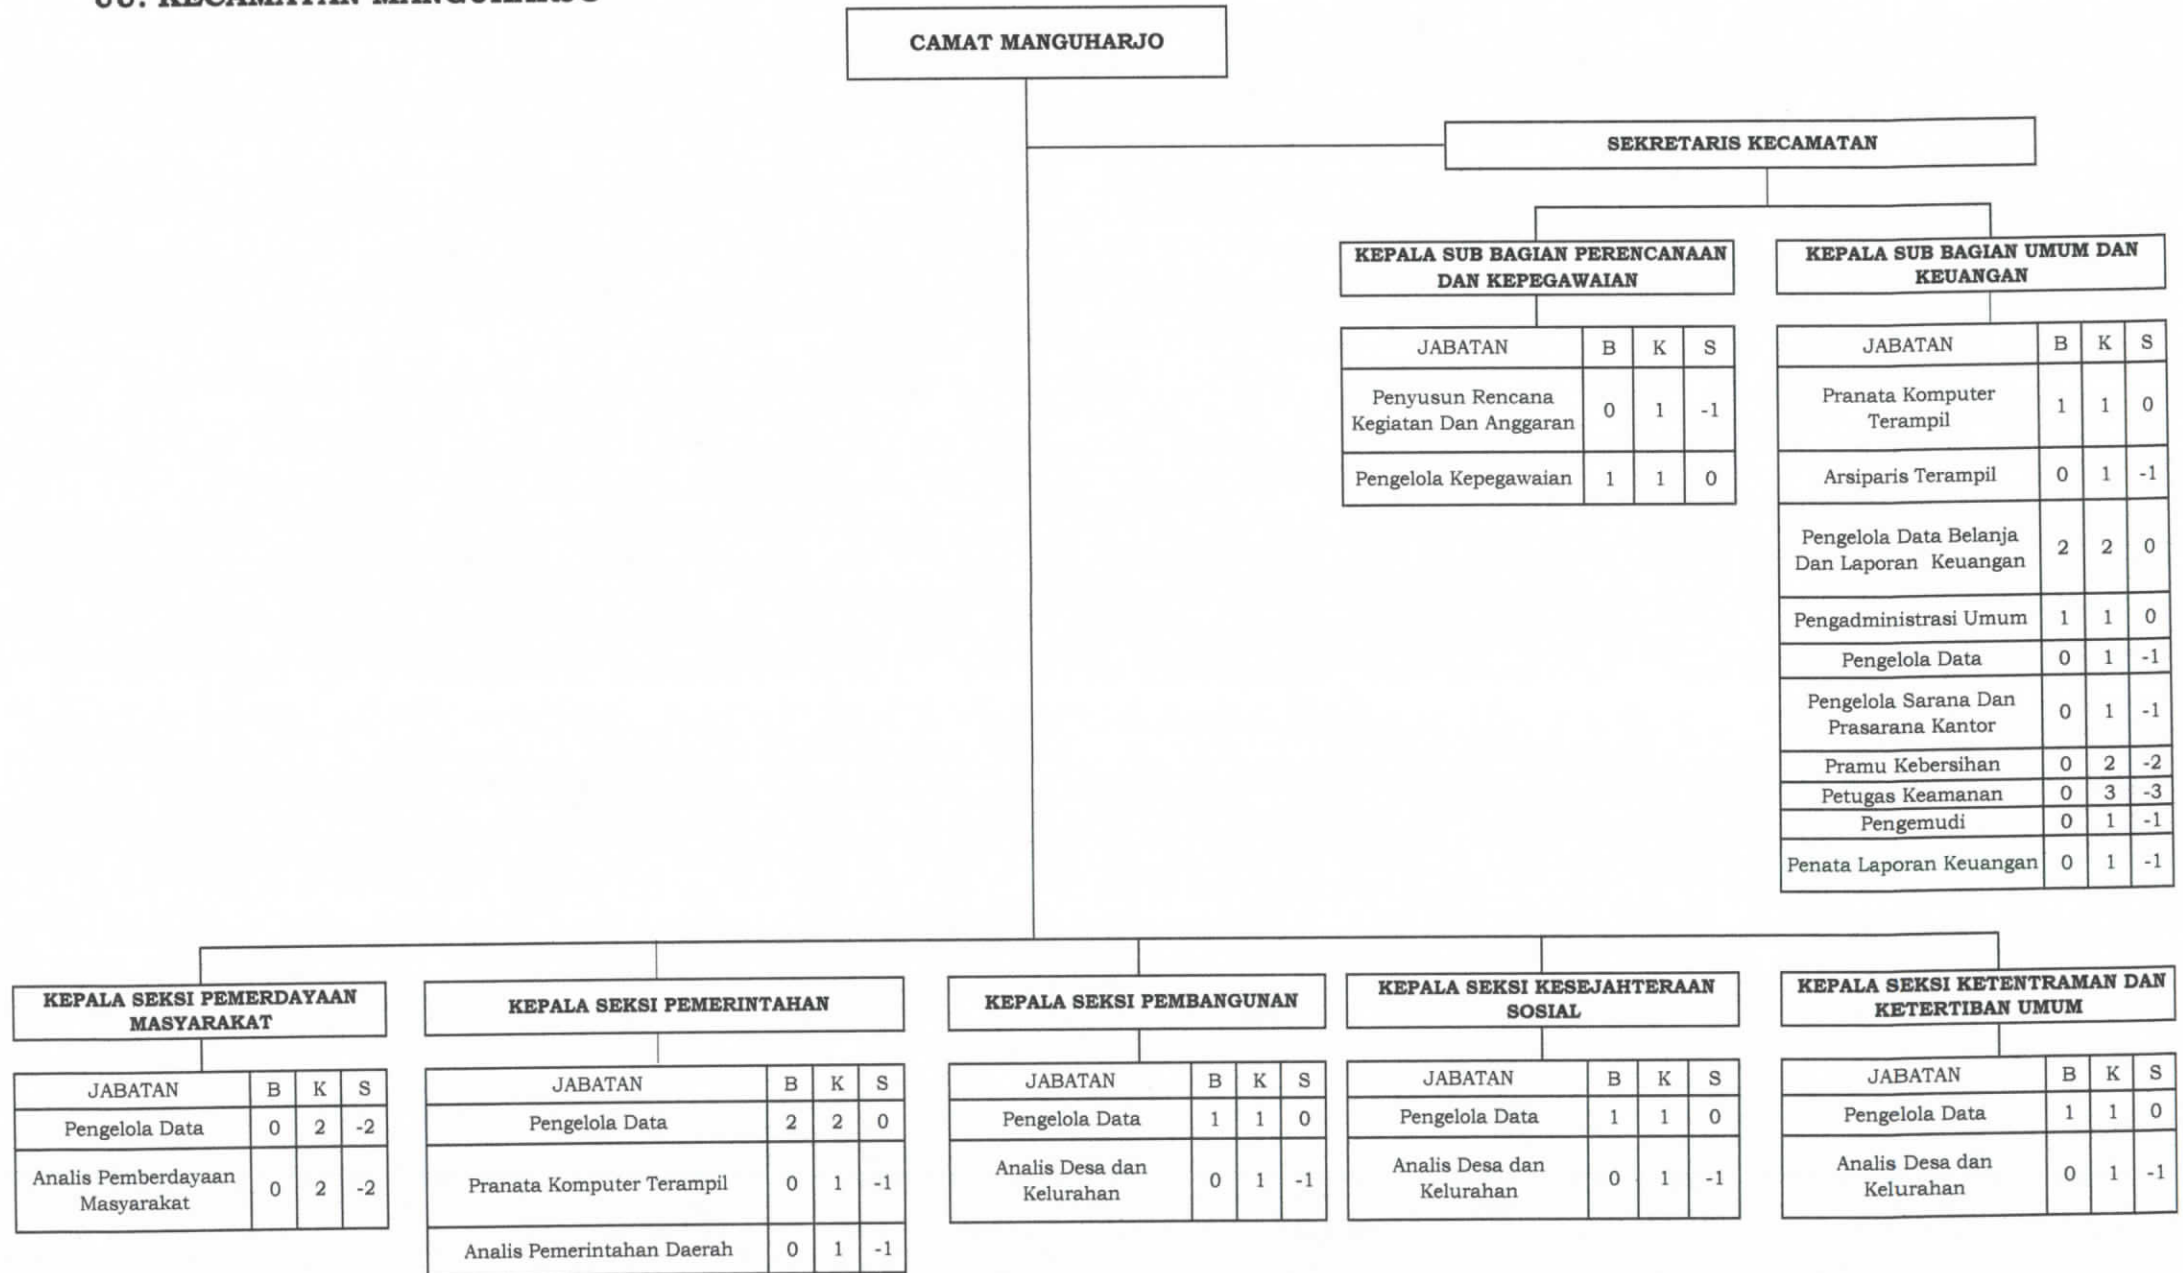 KECAMATAN MANGUHARJO
CAMAT MANGUHARJO
SEKRETARIS KECAMATAN
KEPALA SUB BAGIAN PERENCANAAN
DAN KEPEGAWAIAN
JABATAN B K S
Penyusun Rencana
Kegiatan Dan Anggaran 0 1 -1
Pengelola Kepegawaian 1 1 0
KEPALA SUB BAGIAN UMUM DAN
KEUANGAN
JABATAN B K S
Pranata Komputer
Terampil 1 1 0
Arsiparis Terampil 0 1 -1
Pengelola Data Belanja
Dan Laporan Keuangan 2 2 0
Pengadministrasi Umum 1 1 0
Pengelola Data 0 1 -1
Pengelola Sarana Dan
Prasarana Kantor 0 1 -1
Pramu Kebersihan 0 2 -2
Petugas Keamanan 0 3 -3
Pengemudi 0 1 -1
Penata Laporan Keuangan 0 1 -1
KEPALA SEKSI PEMERDAYAAN
MASYARAKAT
JABATAN B K S
Pengelola Data 0 2 -2
Analis Pemberdayaan
Masyarakat 0 2 -2
KEPALA SEKSI PEMERINTAHAN
JABATAN B K S
Pengelola Data 2 2 0
Pranata Komputer Terampil 0 1 -1
Analis Pemerintahan Daerah 0 1 -1
KEPALA SEKSI PEMBANGUNAN
JABATAN B K S
Pengelola Data 1 1 0
Analis Desa dan
Kelurahan 0 1 -1
KEPALA SEKSI KESEJAHTERAAN
SOSIAL
JABATAN B K S
Pengelola Data 1 1 0
Analis Desa dan
Kelurahan 0 1 -1
KEPALA SEKSI KETENTRAMAN DAN
KETERTIBAN UMUM
JABATAN B K S
Pengelola Data 1 1 0
Analis Desa dan
Kelurahan 0 1 -1